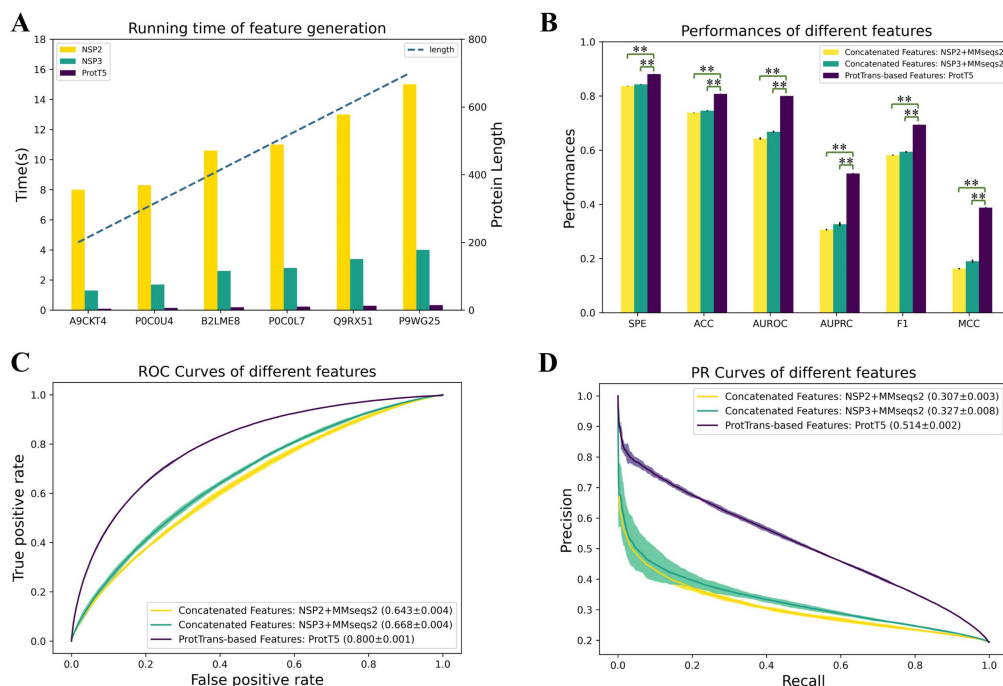 A
Running time of feature generation
18
16
14
12
10
8
6
4
2
0
Time(s)
NSP2
NSP3
ProtT5
length
800
600
400
200
0
Protein Length
A9CKT4 P0C0U4 B2LME8 P0C0L7 Q9RX51 P9WG25
B
Performances of different features
1.0
0.8
0.6
0.4
0.2
0.0
Performances
Concatenated Features: NSP2+MMseqs2
Concatenated Features: NSP3+MMseqs2
ProtTrans-based Features: ProtT5
**
**
**
**
**
**
**
**
**
**
**
**
SPE ACC AUROC AUPRC F1 MCC
C
ROC Curves of different features
1.0
0.8
0.6
0.4
0.2
0.0
True positive rate
Concatenated Features: NSP2+MMseqs2 (0.643±0.004)
Concatenated Features: NSP3+MMseqs2 (0.668±0.004)
ProtTrans-based Features: ProtT5 (0.800±0.001)
0.0 0.2 0.4 0.6 0.8 1.0
False positive rate
D
PR Curves of different features
1.0
0.9
0.8
0.7
0.6
0.5
0.4
0.3
0.2
Precision
Concatenated Features: NSP2+MMseqs2 (0.307±0.003)
Concatenated Features: NSP3+MMseqs2 (0.327±0.008)
ProtTrans-based Features: ProtT5 (0.514±0.002)
0.0 0.2 0.4 0.6 0.8 1.0
Recall